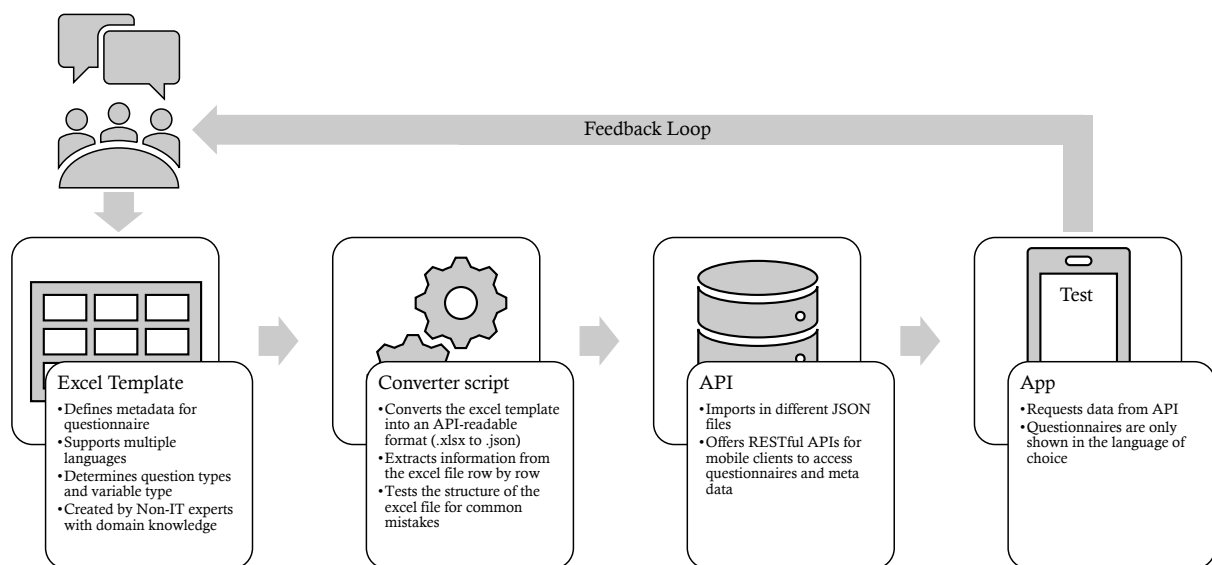 Feedback Loop
Test
Excel Template
•Defines metadata for
questionnaire
•Supports multiple
languages
•Determines question types
and variable type
•Created by Non-IT experts
with domain knowledge
Converter script
•Converts the excel template
into an API-readable
format (.xlsx to .json)
•Extracts information from
the excel file row by row
•Tests the structure of the
excel file for common
mistakes
API
•Imports in different JSON
files
•Offers RESTful APIs for
mobile clients to access
questionnaires and meta
data
App
•Requests data from API
•Questionnaires are only
shown in the language of
choice